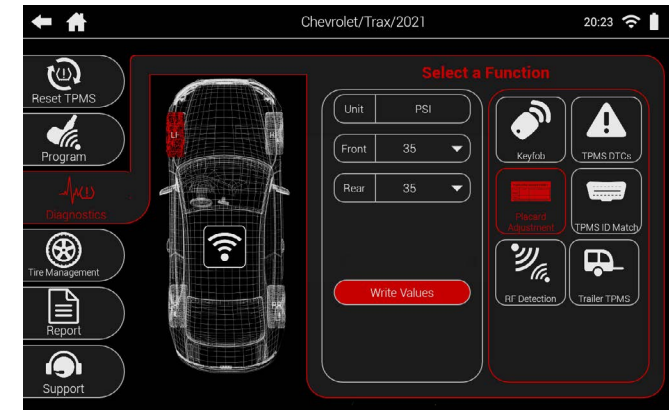 Chevrolet/Trax/2021
20:23
Reset TPMS
Program
Diagnostics
Tire Management
Report
Support
LF
Select a Function
Unit PSI
Front 35
Rear 35
Write Values
Keyfob
TPMS DTCs
Placard
Adjustment
TPMS ID Match
RF Detection
Trailer TPMS